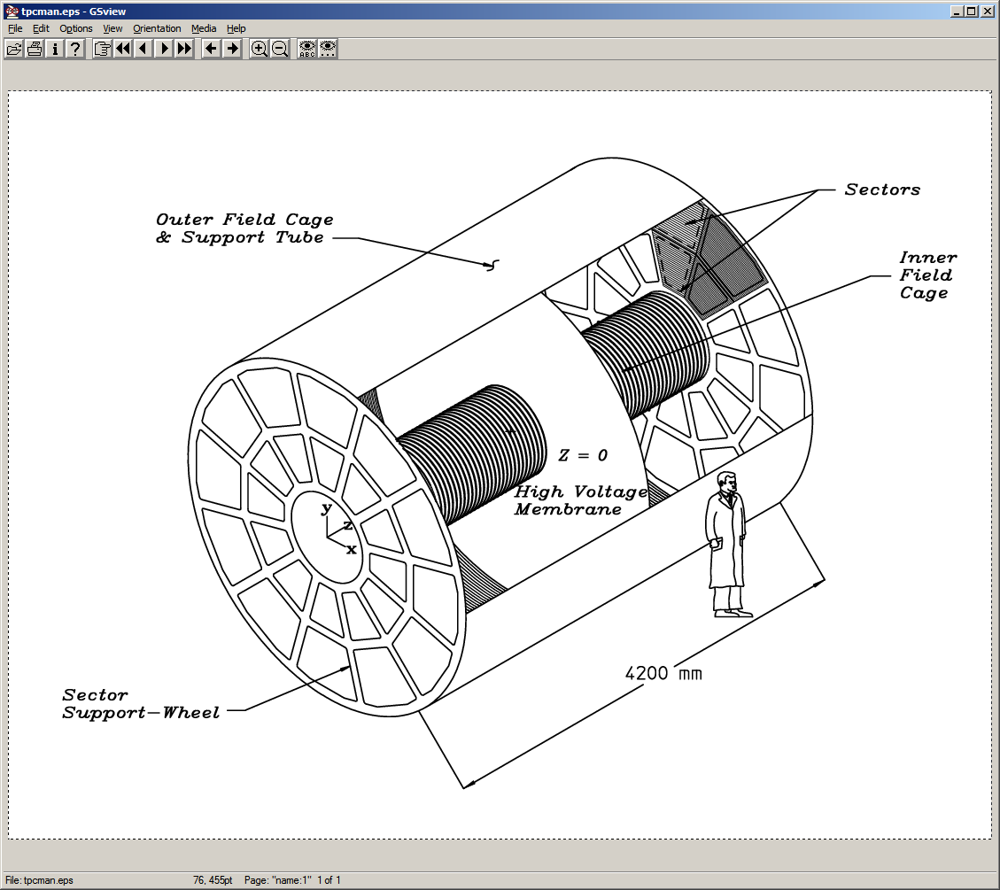 tpcman.eps - GSview
File Edit Options View Orientation Media Help
ABC
Sectors
Outer Field Cage
& Support Tube
Inner
Field
Cage
Z = 0
High Voltage
Membrane
y
z
x
4200 mm
Sector
Support-Wheel
File: tpcman.eps 76, 455pt Page: "name:1" 1 of 1